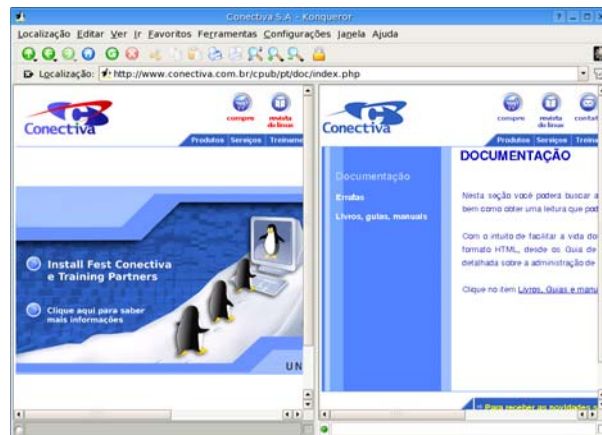 Conectiva S.A - Konqueror
Localização Editar Ver Ir Favoritos Ferramentas Configurações Janela Ajuda
Localização: http://www.conectiva.com.br/cpub/pt/doc/index.php
Conectiva
compre
revista do linux
Produtos Serviços
Install Fest Conectiva
e Training Partners
Clique aqui para saber
mais informações
UN
Conectiva
compre
revista do linux
Produtos Serviços
DOCUMENTAÇÃO
Documentação
Erratas
Livros, guias, manuais
Nesta seção você poderá buscar a
bem como obter uma leitura que pod
Com o intuito de facilitar a vida do
formato HTML, desde os Guia de
detalhada sobre a administração de
Clique no item Livros, Guias e manu
Para receber as novidades